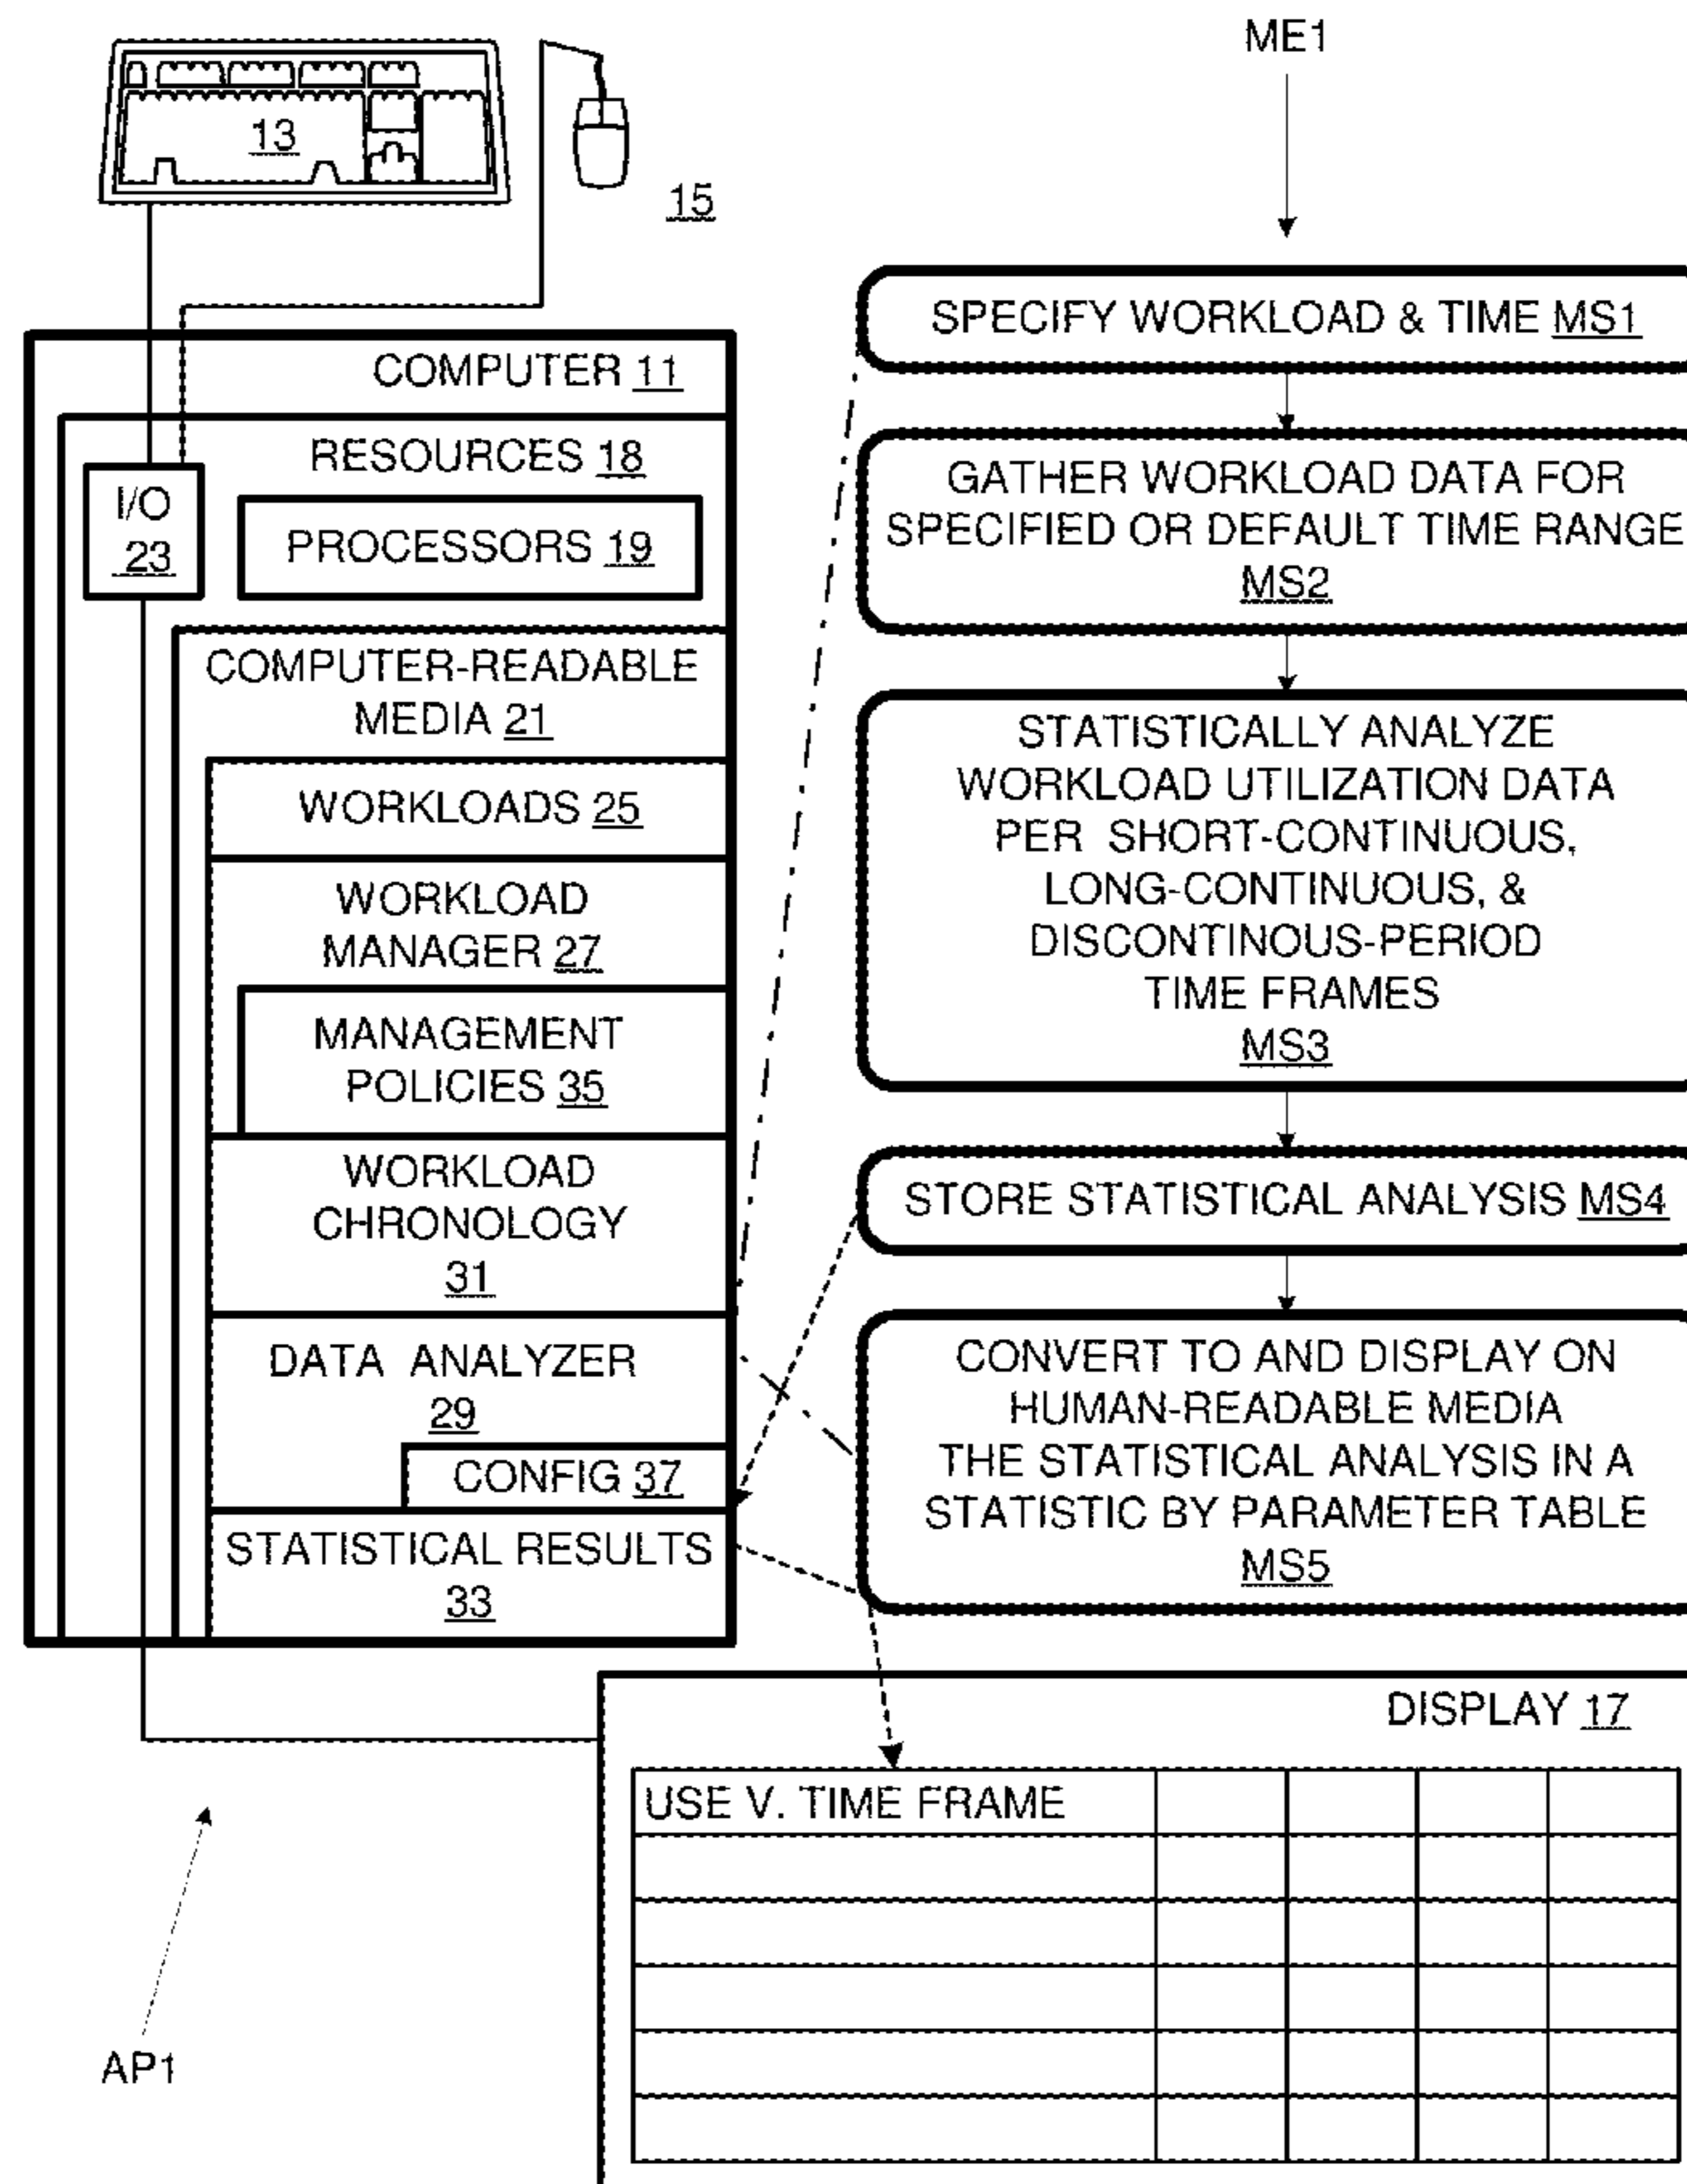 13
15
COMPUTER 11
RESOURCES 18
I/O
23
PROCESSORS 19
COMPUTER-READABLE
MEDIA 21
WORKLOADS 25
WORKLOAD
MANAGER 27
MANAGEMENT
POLICIES 35
WORKLOAD
CHRONOLOGY
31
DATA ANALYZER
29
CONFIG 37
STATISTICAL RESULTS
33
AP1
ME1
SPECIFY WORKLOAD & TIME MS1
GATHER WORKLOAD DATA FOR
SPECIFIED OR DEFAULT TIME RANGE
MS2
STATISTICALLY ANALYZE
WORKLOAD UTILIZATION DATA
PER SHORT-CONTINUOUS,
LONG-CONTINUOUS, &
DISCONTINOUS-PERIOD
TIME FRAMES
MS3
STORE STATISTICAL ANALYSIS MS4
CONVERT TO AND DISPLAY ON
HUMAN-READABLE MEDIA
THE STATISTICAL ANALYSIS IN A
STATISTIC BY PARAMETER TABLE
MS5
DISPLAY 17
USE V. TIME FRAME